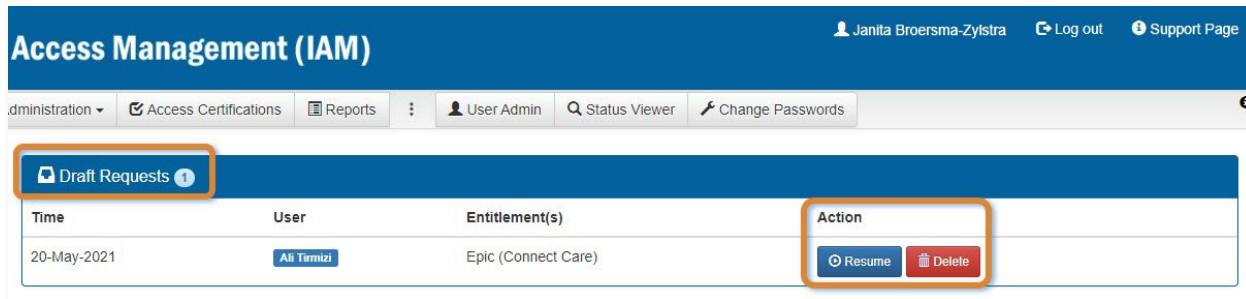 Janita Broersma-Zylstra Log out Support Page
Access Management (IAM)
dministration Access Certifications Reports User Admin Status Viewer Change Passwords
Draft Requests 1
Time User Entitlement(s) Action
20-May-2021 Ali Tirmizi Epic (Connect Care) Resume Delete